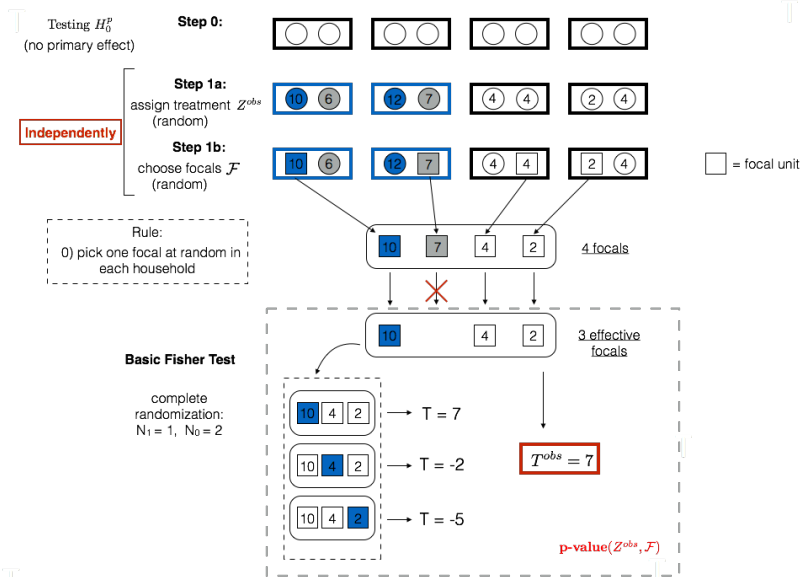 Testing $H_0^p$
(no primary effect)
Step 0:
Step 1a:
assign treatment $Z^{obs}$
(random)
10 6 12 7 4 4 2 4
Independently
Step 1b:
choose focals $\mathcal{F}$
(random)
10 6 12 7 4 4 2 4
= focal unit
Rule:
0) pick one focal at random in
each household
10 7 4 2
4 focals
10 4 2
3 effective
focals
Basic Fisher Test
complete
randomization:
N₁ = 1, N₀ = 2
10 4 2
T = 7
10 4 2
T = -2
10 4 2
T = -5
$T^{obs} = 7$
p-value$(Z^{obs}, \mathcal{F})$